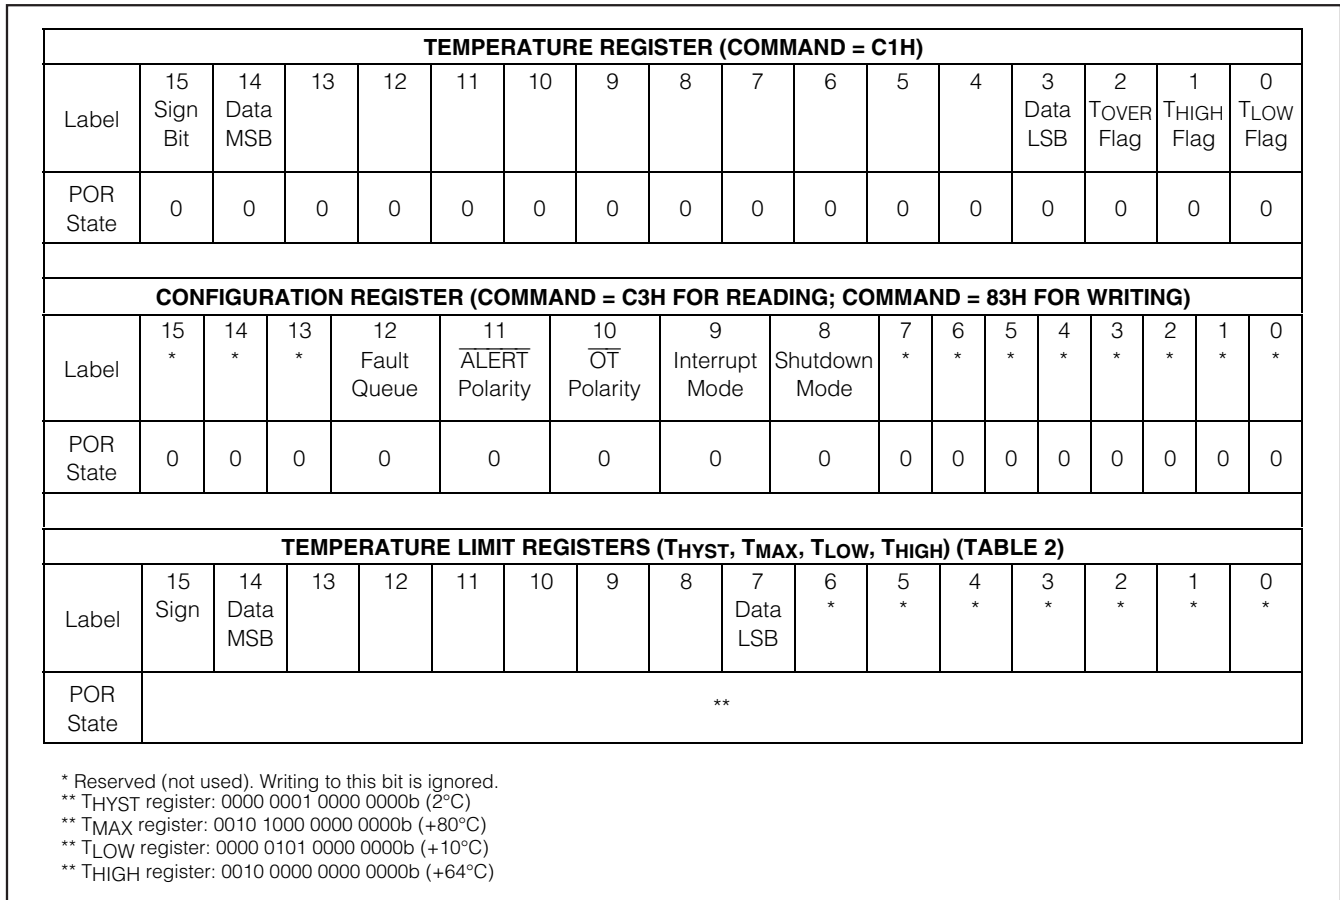 TEMPERATURE REGISTER (COMMAND = C1H)
Label 15 Sign Bit 14 Data MSB 13 12 11 10 9 8 7 6 5 4 3 Data LSB 2 TOVER Flag 1 THIGH Flag 0 TLOW Flag
POR State 0 0 0 0 0 0 0 0 0 0 0 0 0 0 0 0
CONFIGURATION REGISTER (COMMAND = C3H FOR READING; COMMAND = 83H FOR WRITING)
Label 15 * 14 * 13 * 12 Fault Queue 11 ALERT Polarity 10 OT Polarity 9 Interrupt Mode 8 Shutdown Mode 7 * 6 * 5 * 4 * 3 * 2 * 1 * 0 *
POR State 0 0 0 0 0 0 0 0 0 0 0 0 0 0 0 0
TEMPERATURE LIMIT REGISTERS (THYST, TMAX, TLOW, THIGH) (TABLE 2)
Label 15 Sign 14 Data MSB 13 12 11 10 9 8 7 Data LSB 6 * 5 * 4 * 3 * 2 * 1 * 0 *
POR State **
* Reserved (not used). Writing to this bit is ignored.
** THYST register: 0000 0001 0000 0000b (2°C)
** TMAX register: 0010 1000 0000 0000b (+80°C)
** TLOW register: 0000 0101 0000 0000b (+10°C)
** THIGH register: 0010 0000 0000 0000b (+64°C)